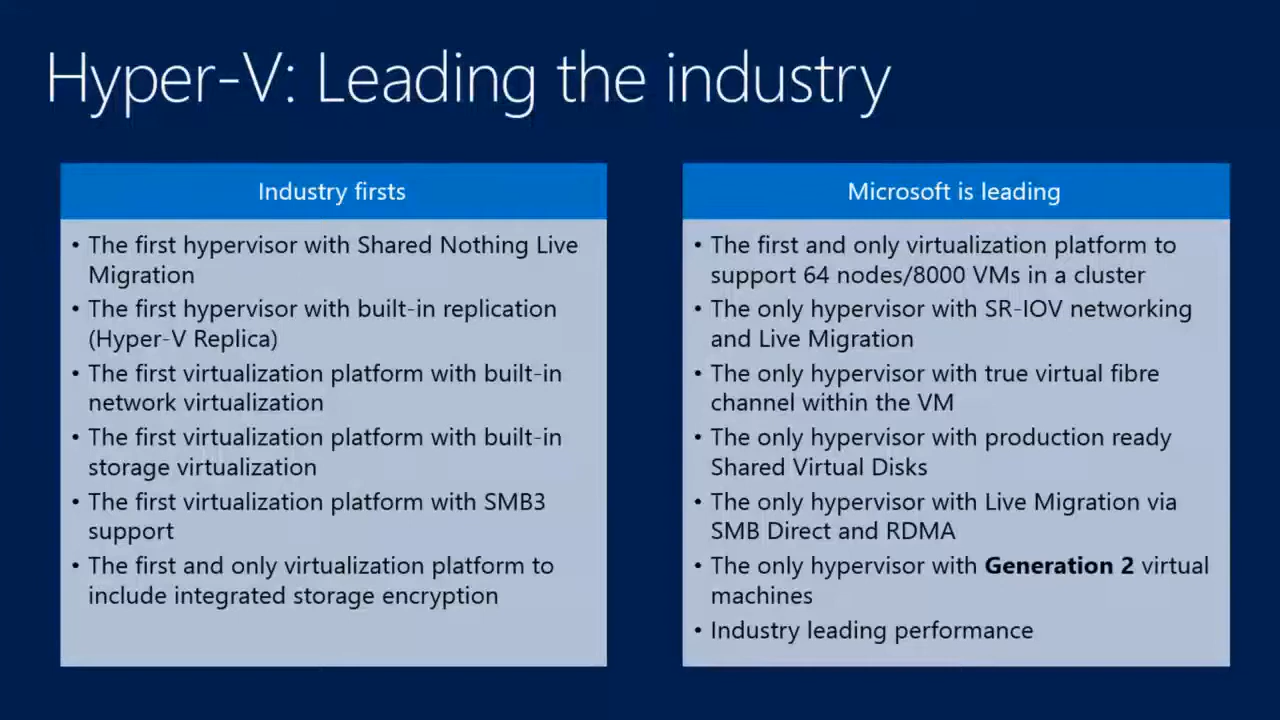 Hyper-V: Leading the industry
Industry firsts
• The first hypervisor with Shared Nothing Live
Migration
• The first hypervisor with built-in replication
(Hyper-V Replica)
• The first virtualization platform with built-in
network virtualization
• The first virtualization platform with built-in
storage virtualization
• The first virtualization platform with SMB3
support
• The first and only virtualization platform to
include integrated storage encryption
Microsoft is leading
• The first and only virtualization platform to
support 64 nodes/8000 VMs in a cluster
• The only hypervisor with SR-IOV networking
and Live Migration
• The only hypervisor with true virtual fibre
channel within the VM
• The only hypervisor with production ready
Shared Virtual Disks
• The only hypervisor with Live Migration via
SMB Direct and RDMA
• The only hypervisor with Generation 2 virtual
machines
• Industry leading performance